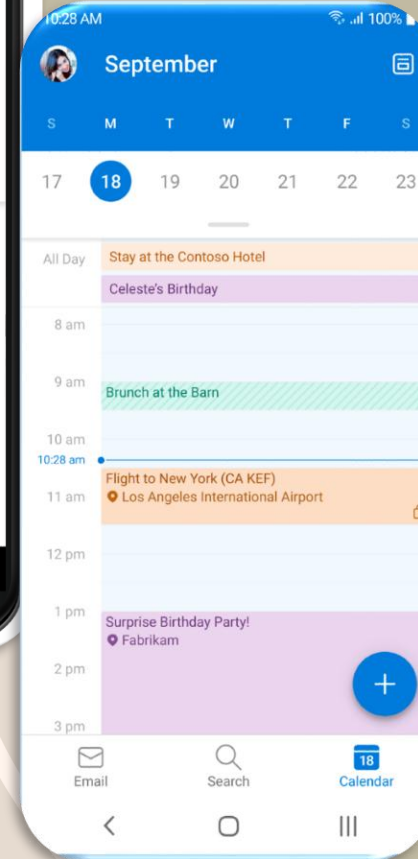 10:28 AM 100%
September
S M T W T F S
17 18 19 20 21 22 23
All Day Stay at the Contoso Hotel
Celeste's Birthday
8 am
9 am
Brunch at the Barn
10 am
10:28 am
Flight to New York (CA KEF)
11 am Los Angeles International Airport
12 pm
1 pm
Surprise Birthday Party!
Fabrikam
2 pm
3 pm
18
Email Search Calendar